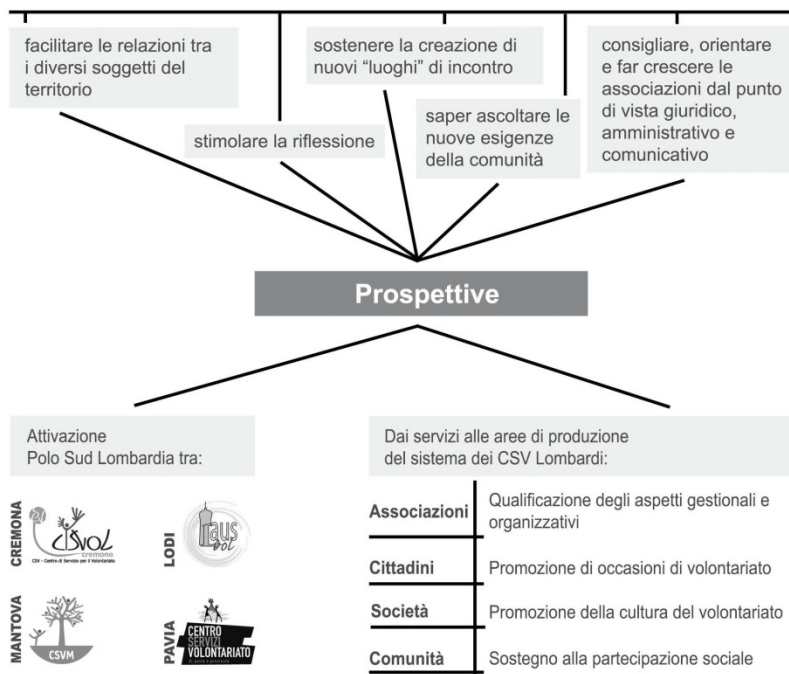 facilitare le relazioni tra
i diversi soggetti del
territorio
sostenere la creazione di
nuovi “luoghi” di incontro
consigliare, orientare
e far crescere le
associazioni dal punto
di vista giuridico,
amministrativo e
comunicativo
stimolare la riflessione
saper ascoltare le
nuove esigenze
della comunità
Prospettive
Attivazione
Polo Sud Lombardia tra:
CREMONA
CISVOL
cremona
CSV - Centro di Servizio per il Volontariato
LODI
Laus
vol
MANTOVA
CSVM
PAVIA
CENTRO
SERVIZI
VOLONTARIATO
Dai servizi alle aree di produzione
del sistema dei CSV Lombardi:
Associazioni
Qualificazione degli aspetti gestionali e
organizzativi
Cittadini
Promozione di occasioni di volontariato
Società
Promozione della cultura del volontariato
Comunità
Sostegno alla partecipazione sociale